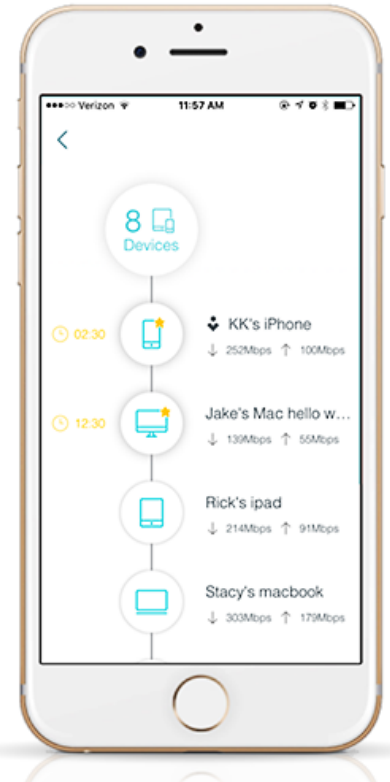 Verizon 11:57 AM
8
Devices
02:30 KK's iPhone
↓ 252Mbps ↑ 100Mbps
12:30 Jake's Mac hello w...
↓ 139Mbps ↑ 55Mbps
Rick's ipad
↓ 214Mbps ↑ 91Mbps
Stacy's macbook
↓ 303Mbps ↑ 179Mbps